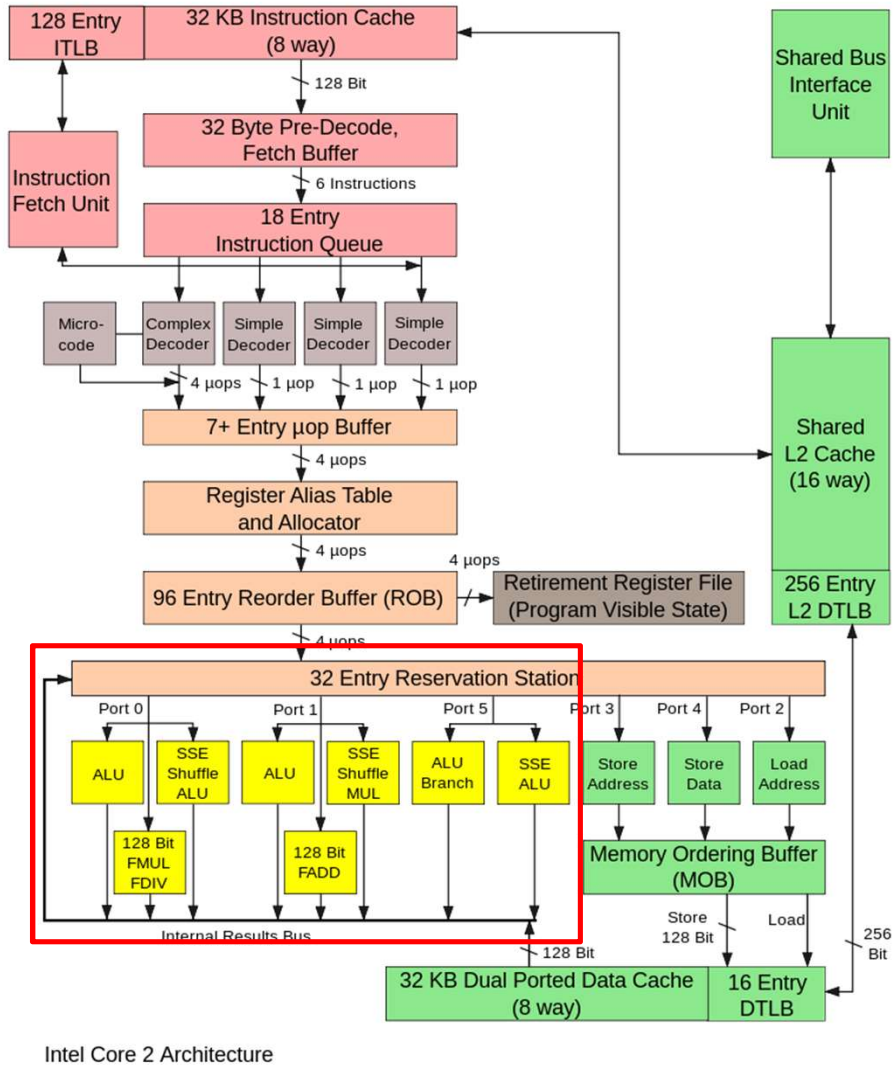 128 Entry
ITLB
32 KB Instruction Cache
(8 way)
Shared Bus
Interface
Unit
128 Bit
32 Byte Pre-Decode,
Fetch Buffer
Instruction
Fetch Unit
6 Instructions
18 Entry
Instruction Queue
Micro-
code
Complex
Decoder
Simple
Decoder
Simple
Decoder
Simple
Decoder
4 µops
1 µop
1 µop
1 µop
7+ Entry µop Buffer
Shared
L2 Cache
(16 way)
4 µops
Register Alias Table
and Allocator
4 µops
4 µops
96 Entry Reorder Buffer (ROB)
Retirement Register File
(Program Visible State)
256 Entry
L2 DTLB
4 µops
32 Entry Reservation Station
Port 0
Port 1
Port 5
Port 3
Port 4
Port 2
ALU
SSE
Shuffle
ALU
ALU
SSE
Shuffle
MUL
ALU
Branch
SSE
ALU
Store
Address
Store
Data
Load
Address
128 Bit
FMUL
FDIV
128 Bit
FADD
Memory Ordering Buffer
(MOB)
Internal Results Bus
Store
128 Bit
Load
128 Bit
256
Bit
32 KB Dual Ported Data Cache
(8 way)
16 Entry
DTLB
Intel Core 2 Architecture